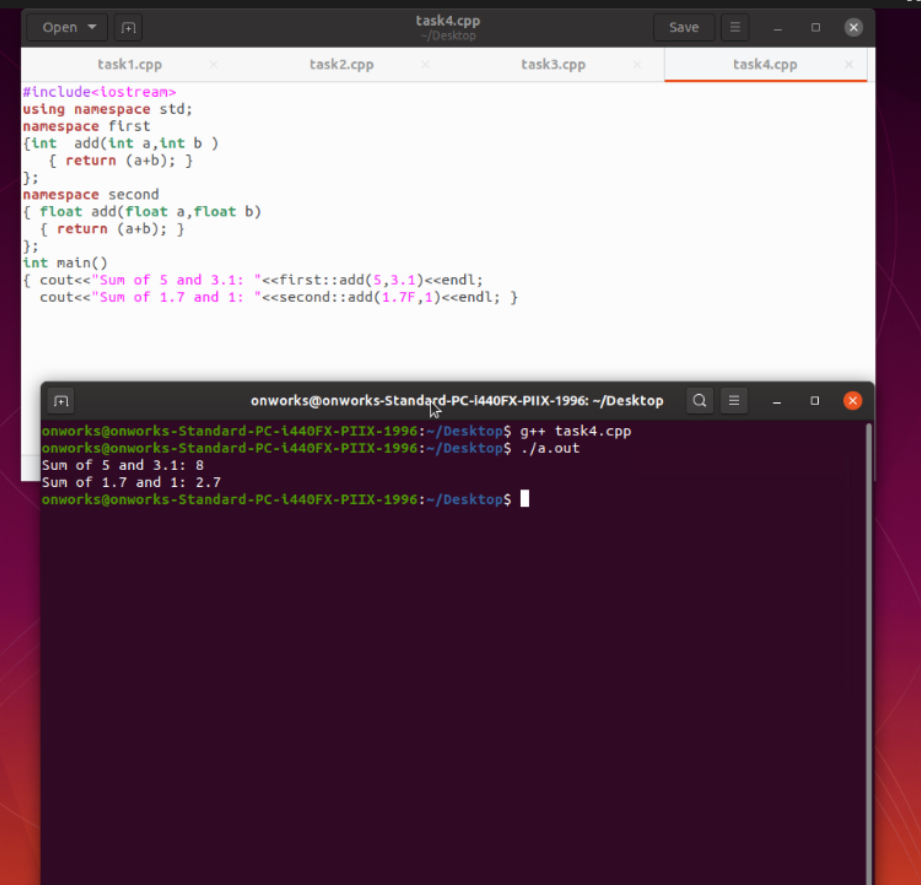 Open
task4.cpp
~/Desktop
Save
task1.cpp × task2.cpp × task3.cpp × task4.cpp ×
#include<iostream>
using namespace std;
namespace first
{int  add(int a,int b )
   { return (a+b); }
};
namespace second
{ float add(float a,float b)
  { return (a+b); }
};
int main()
{ cout<<"Sum of 5 and 3.1: "<<first::add(5,3.1)<<endl;
  cout<<"Sum of 1.7 and 1: "<<second::add(1.7F,1)<<endl; }
onworks@onworks-Standard-PC-i440FX-PIIX-1996: ~/Desktop
onworks@onworks-Standard-PC-i440FX-PIIX-1996:~/Desktop$ g++ task4.cpp
onworks@onworks-Standard-PC-i440FX-PIIX-1996:~/Desktop$ ./a.out
Sum of 5 and 3.1: 8
Sum of 1.7 and 1: 2.7
onworks@onworks-Standard-PC-i440FX-PIIX-1996:~/Desktop$